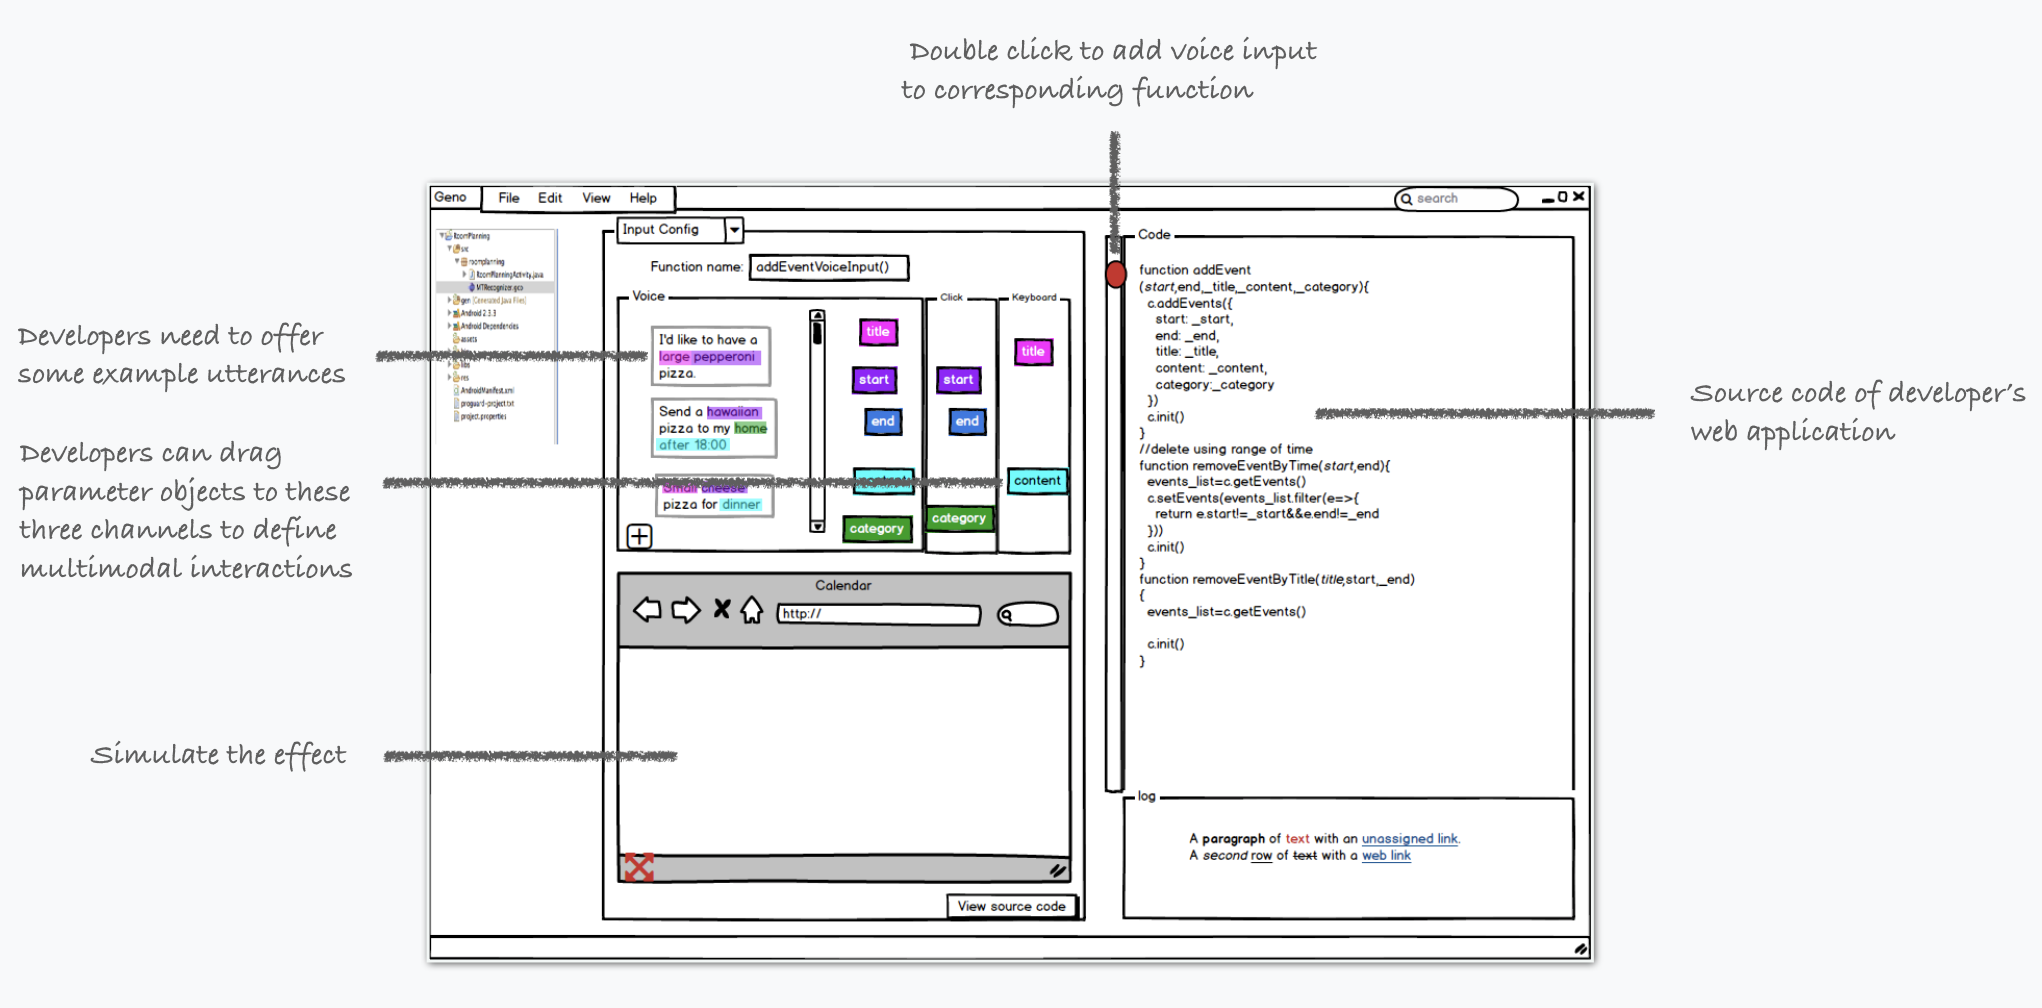 Double click to add voice input
to corresponding function
Geno
File Edit View Help
search
RoomPlanning
src
roomplanning
RoomPlanningActivity.java
MTRecognizer.gco
gen [Generated Java Files]
Android 2.3.3
Android Dependencies
assets
libs
res
AndroidManifest.xml
proguard-project.txt
project.properties
Input Config
Function name: addEventVoiceInput()
Voice
I'd like to have a
large pepperoni
pizza.
Send a hawaiian
pizza to my home
after 18:00
Small cheese
pizza for dinner
title
start
end
category
Click
start
end
category
Keyboard
title
content
Calendar
http://
View source code
Code
function addEvent
(start,end,_title,_content,_category){
c.addEvents({
start: _start,
end: _end,
title: _title,
content: _content,
category:_category
})
c.init()
}
//delete using range of time
function removeEventByTime(start,end){
events_list=c.getEvents()
c.setEvents(events_list.filter(e=>{
return e.start!=_start&&e.end!=_end
}))
c.init()
}
function removeEventByTitle(title,start,_end)
{
events_list=c.getEvents()
c.init()
}
log
A paragraph of text with an unassigned link.
A second row of text with a web link
Developers need to offer
some example utterances
Developers can drag
parameter objects to these
three channels to define
multimodal interactions
Simulate the effect
Source code of developer's
web application